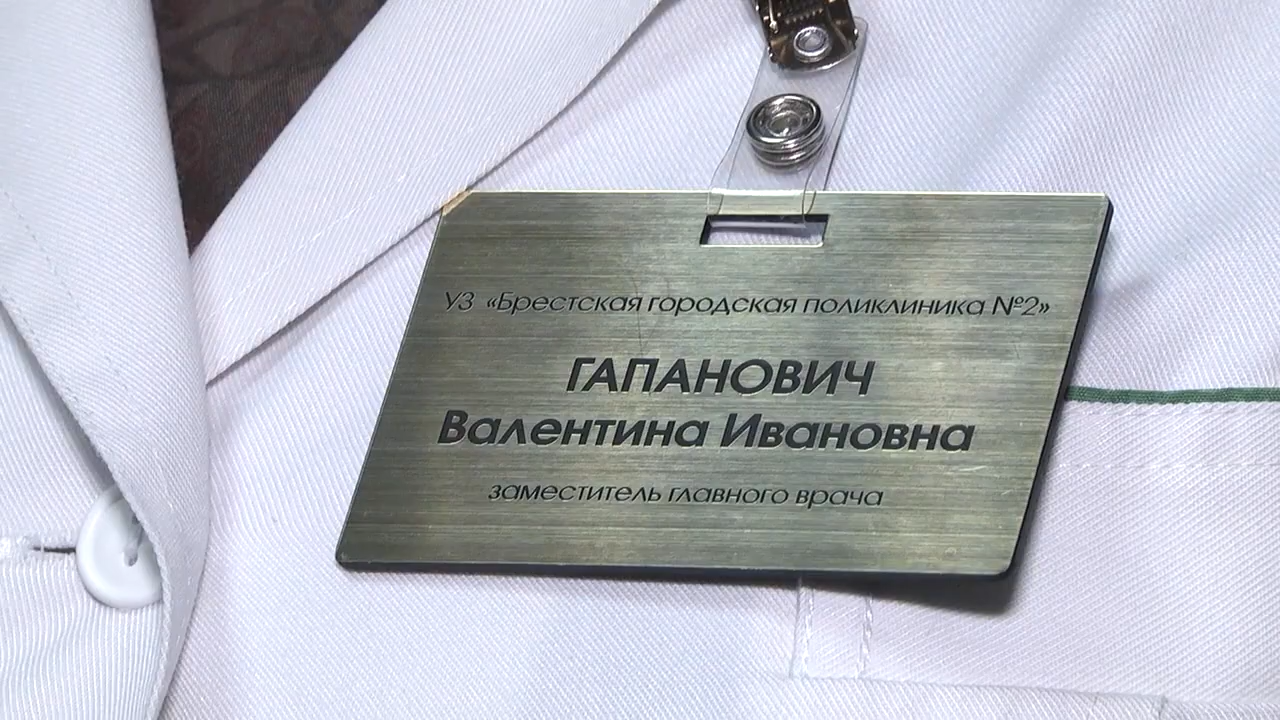 УЗ «Брестская городская поликлиника №2»
ГАПАНОВИЧ
Валентина Ивановна
заместитель главного врача